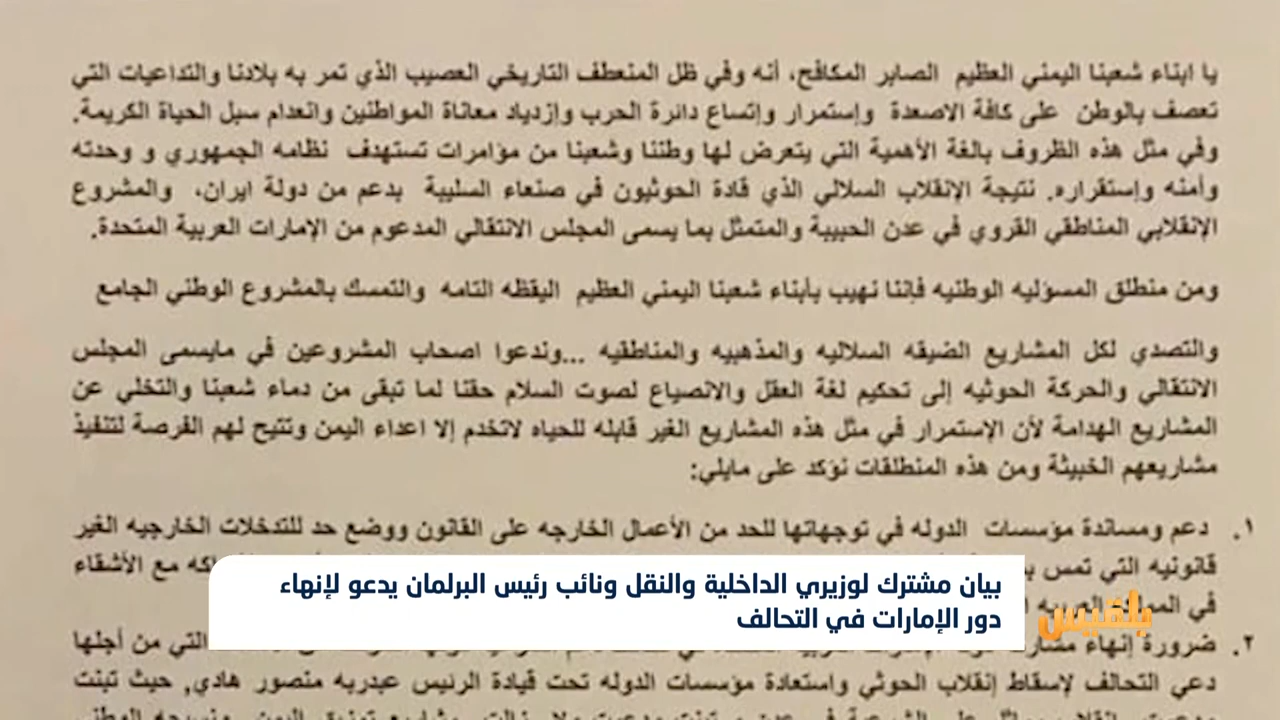 يا ابناء شعبنا اليمني العظيم الصابر المكافح، أنه وفي ظل المنعطف التاريخي العصيب الذي تمر به بلادنا والتداعيات التي
تعصف بالوطن على كافة الاصعدة وإستمرار وإتساع دائرة الحرب وإزدياد معاناة المواطنين وانعدام سبل الحياة الكريمة.
وفي مثل هذه الظروف بالغة الأهمية التي يتعرض لها وطننا وشعبنا من مؤامرات تستهدف نظامه الجمهوري و وحدته
وأمنه وإستقراره. نتيجة الإنقلاب السلالي الذي قادة الحوثيون في صنعاء السليبة بدعم من دولة ايران، والمشروع
الإنقلابي المناطقي القروي في عدن الحبيبة والمتمثل بما يسمى المجلس الانتقالي المدعوم من الإمارات العربية المتحدة.
ومن منطلق المسؤليه الوطنيه فإننا نهيب بأبناء شعبنا اليمني العظيم اليقظه التامه والتمسك بالمشروع الوطني الجامع
والتصدي لكل المشاريع الضيقه السلاليه والمذهبيه والمناطقيه ...وندعوا اصحاب المشروعين في مايسمى المجلس
الانتقالي والحركة الحوثيه إلى تحكيم لغة العقل والانصياع لصوت السلام حقنا لما تبقى من دماء شعبنا والتخلي عن
المشاريع الهدامة لأن الإستمرار في مثل هذه المشاريع الغير قابله للحياه لاتخدم إلا اعداء اليمن وتتيح لهم الفرصة لتنفيذ
مشاريعهم الخبيثة ومن هذه المنطلقات نؤكد على مايلي:
١. دعم ومساندة مؤسسات الدوله في توجهاتها للحد من الأعمال الخارجه على القانون ووضع حد للتدخلات الخارجيه الغير
قانونيه التي تمس مع الأشقاء
في
بيان مشترك لوزيري الداخلية والنقل ونائب رئيس البرلمان يدعو لإنهاء
دور الإمارات في التحالف
بلقيس
٢. ضرورة إنهاء التي من أجلها
دعي التحالف لإسقاط إنقلاب الحوثي واستعادة مؤسسات الدوله تحت قيادة الرئيس عبدربه منصور هادي, حيث تبنت